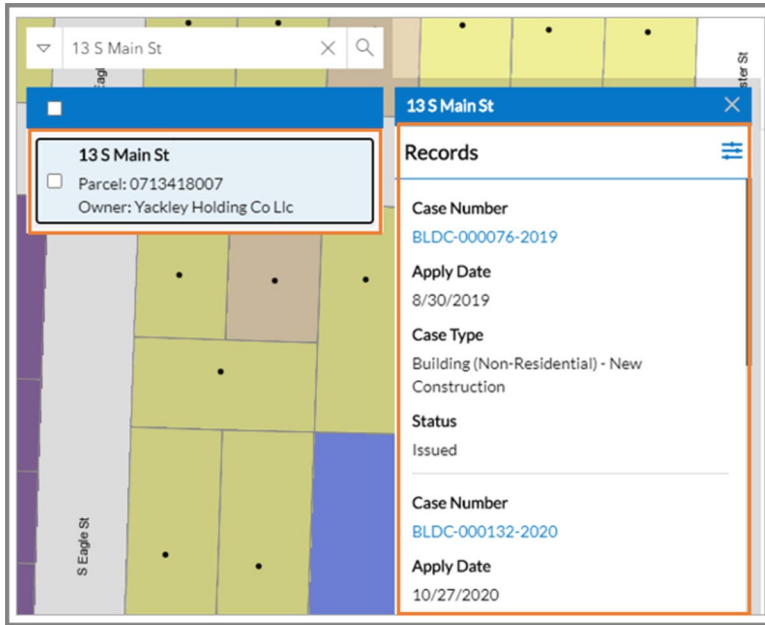 13 S Main St
13 S Main St
Parcel: 0713418007
Owner: Yackley Holding Co Llc
S Eagle St
13 S Main St
Records
Case Number
BLDC-000076-2019
Apply Date
8/30/2019
Case Type
Building (Non-Residential) - New
Construction
Status
Issued
Case Number
BLDC-000132-2020
Apply Date
10/27/2020